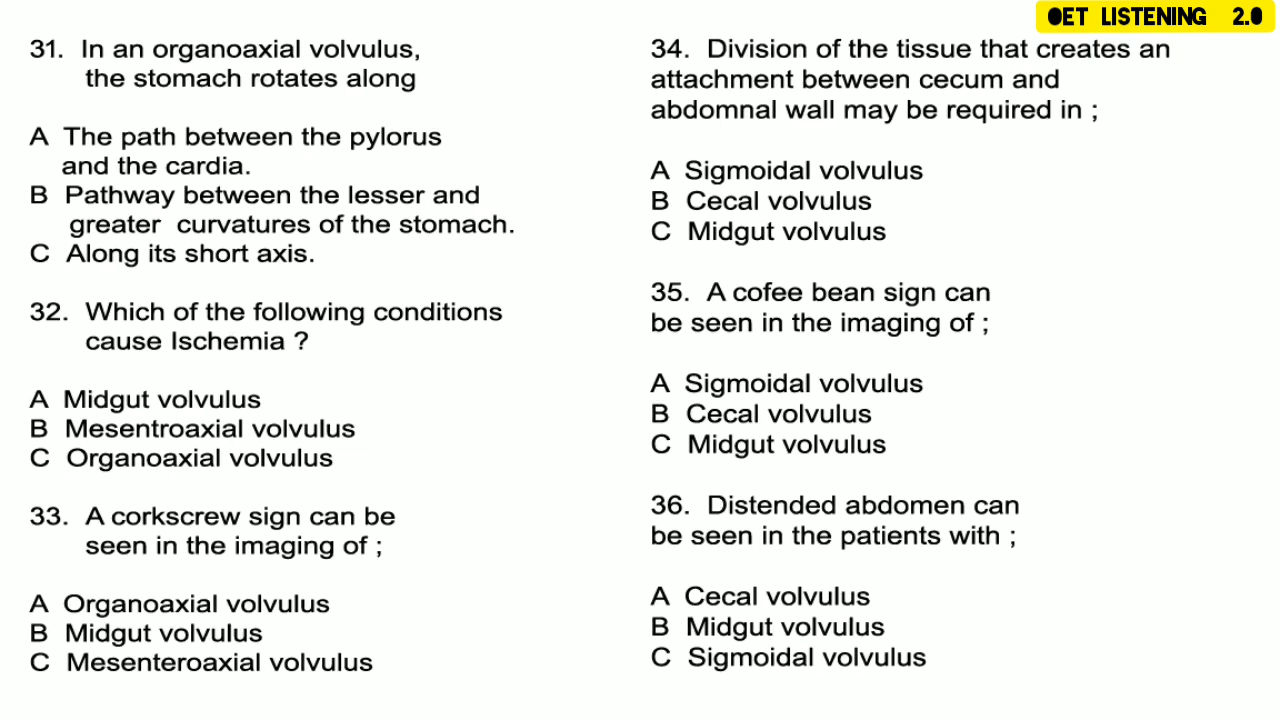 OET LISTENING 2.0
31. In an organoaxial volvulus,
the stomach rotates along
A The path between the pylorus
and the cardia.
B Pathway between the lesser and
greater curvatures of the stomach.
C Along its short axis.
32. Which of the following conditions
cause Ischemia ?
A Midgut volvulus
B Mesentroaxial volvulus
C Organoaxial volvulus
33. A corkscrew sign can be
seen in the imaging of ;
A Organoaxial volvulus
B Midgut volvulus
C Mesenteroaxial volvulus
34. Division of the tissue that creates an
attachment between cecum and
abdomnal wall may be required in ;
A Sigmoidal volvulus
B Cecal volvulus
C Midgut volvulus
35. A cofee bean sign can
be seen in the imaging of ;
A Sigmoidal volvulus
B Cecal volvulus
C Midgut volvulus
36. Distended abdomen can
be seen in the patients with ;
A Cecal volvulus
B Midgut volvulus
C Sigmoidal volvulus